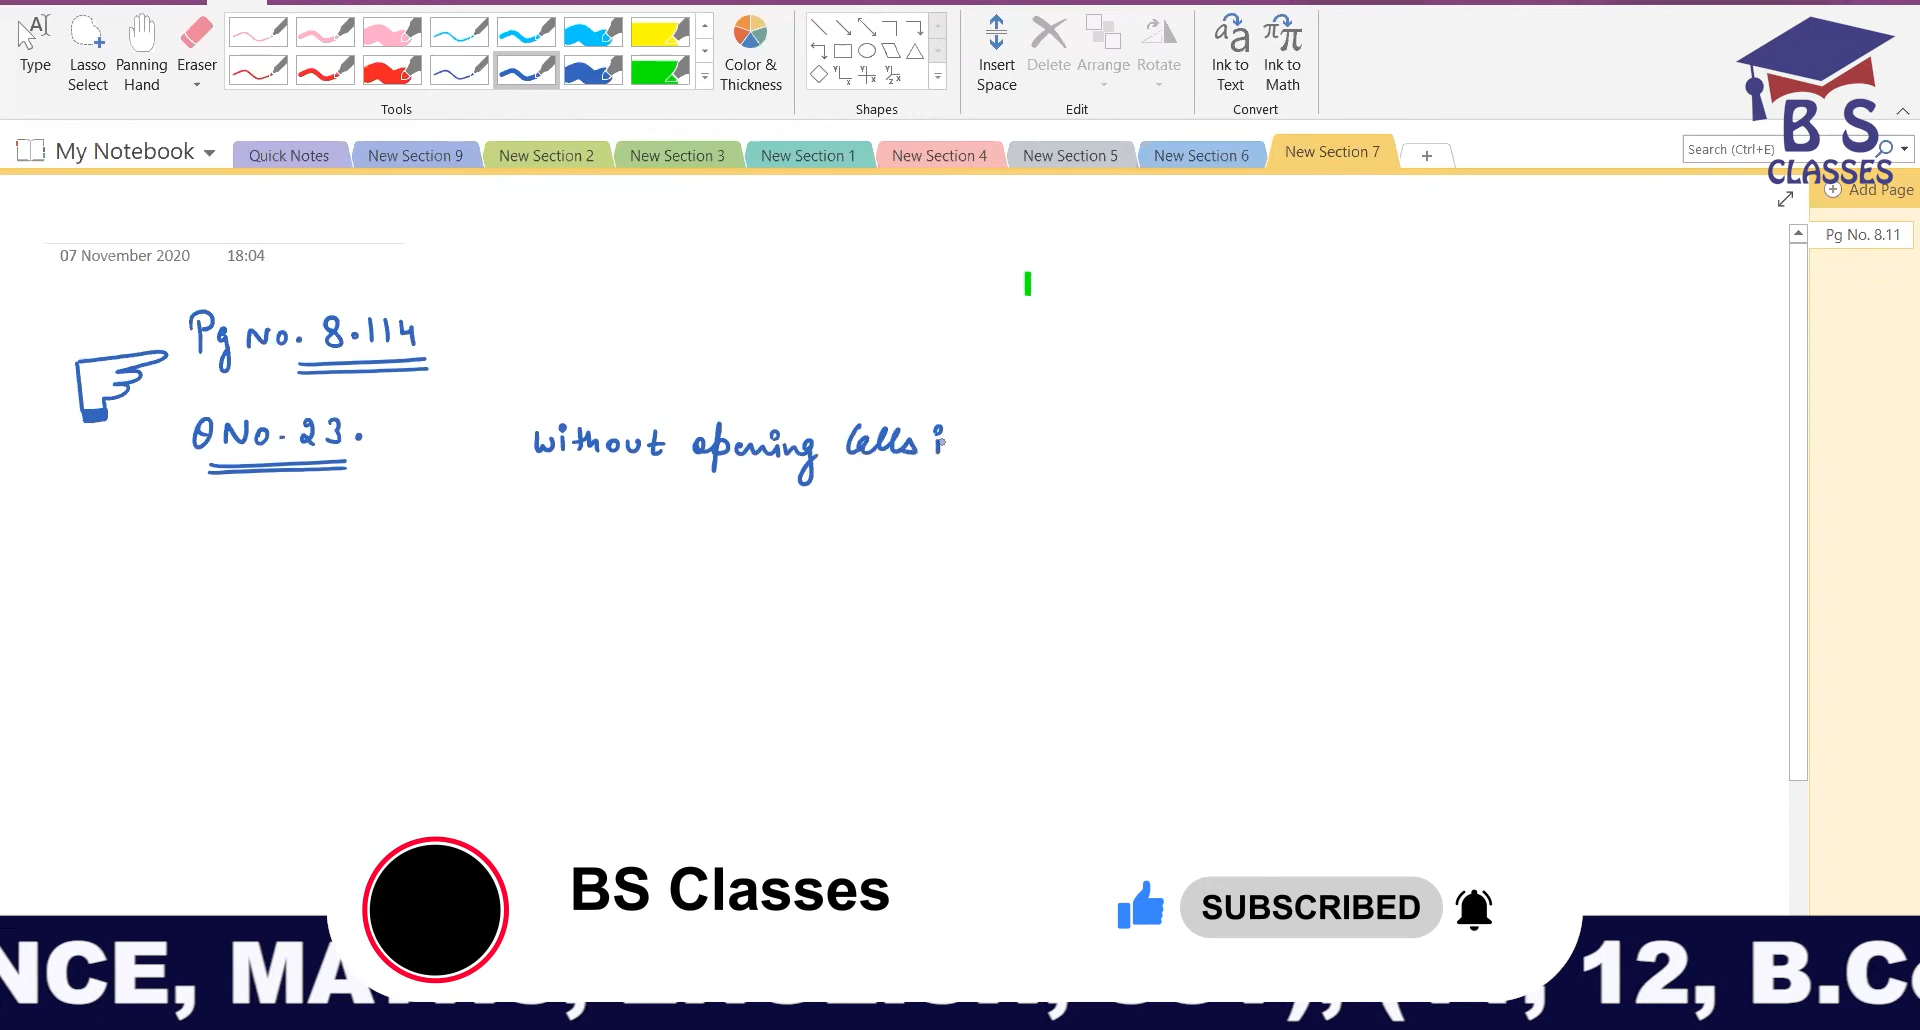 Type
Lasso Select
Panning Hand
Eraser
Color & Thickness
Insert Space
Delete
Arrange
Rotate
Ink to Text
Ink to Math
Tools
Shapes
Edit
Convert
B S
CLASSES
My Notebook
Quick Notes
New Section 9
New Section 2
New Section 3
New Section 1
New Section 4
New Section 5
New Section 6
New Section 7
Search (Ctrl+E)
Add Page
Pg No. 8.11
07 November 2020 18:04
Pg No. 8.114
Q No. 23.
without opening Cells i
BS Classes
SUBSCRIBED
NCE, 12, B.Co